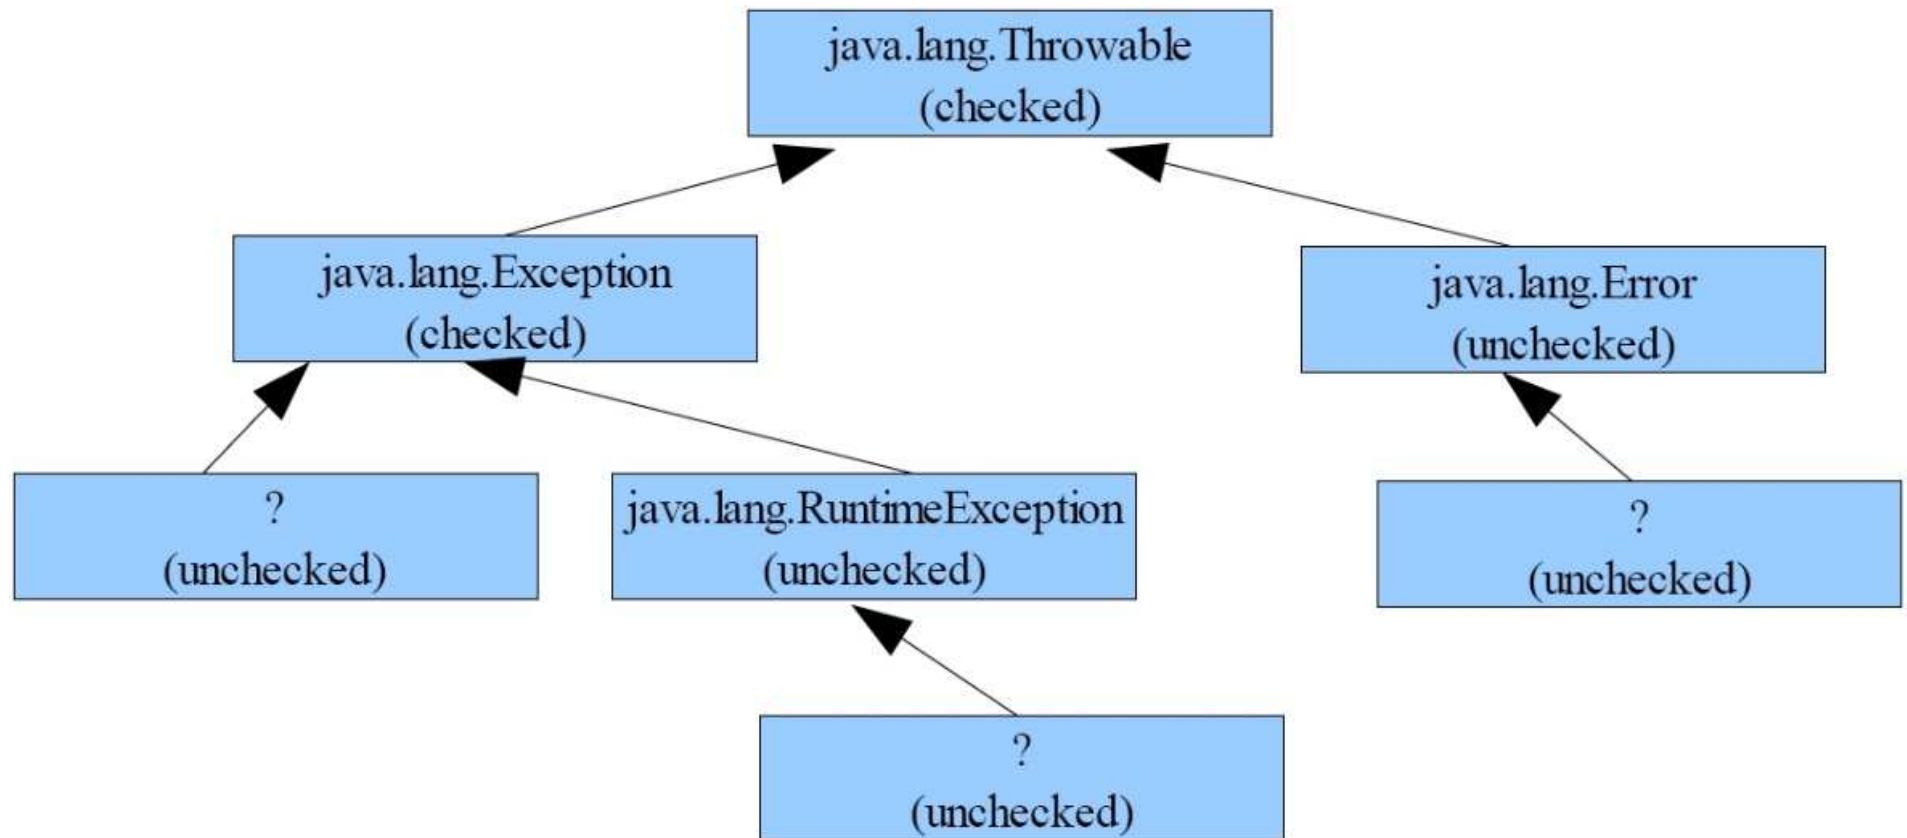 java.lang.Throwable
(checked)
java.lang.Exception
(checked)
java.lang.Error
(unchecked)
?
(unchecked)
java.lang.RuntimeException
(unchecked)
?
(unchecked)
?
(unchecked)